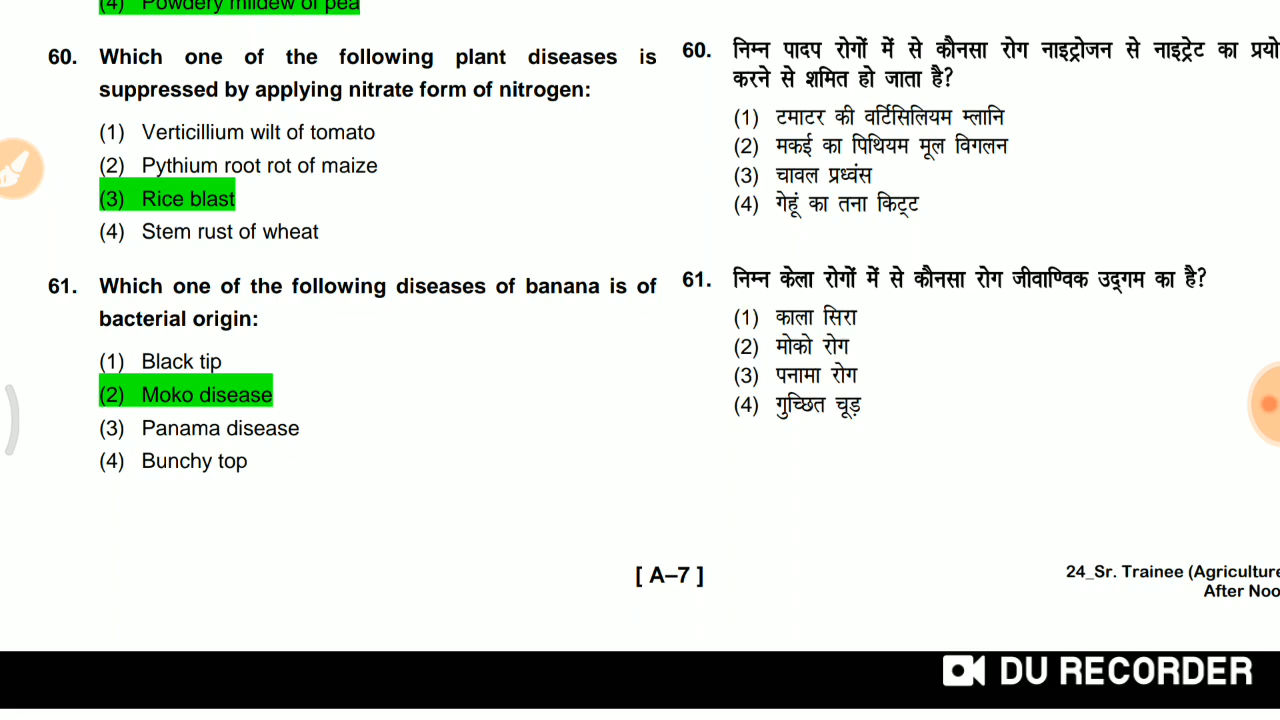 (4) Powdery mildew of pea
60. Which one of the following plant diseases is
suppressed by applying nitrate form of nitrogen:
(1) Verticillium wilt of tomato
(2) Pythium root rot of maize
(3) Rice blast
(4) Stem rust of wheat
61. Which one of the following diseases of banana is of
bacterial origin:
(1) Black tip
(2) Moko disease
(3) Panama disease
(4) Bunchy top
60. निम्न पादप रोगों में से कौनसा रोग नाइट्रोजन से नाइट्रेट का प्रयो
करने से शमित हो जाता है?
(1) टमाटर की वर्टिसिलियम म्लानि
(2) मकई का पिथियम मूल विगलन
(3) चावल प्रध्वंस
(4) गेहूं का तना किट्ट
61. निम्न केला रोगों में से कौनसा रोग जीवाण्विक उद्गम का है?
(1) काला सिरा
(2) मोको रोग
(3) पनामा रोग
(4) गुच्छित चूड़
[ A–7 ]
24_Sr. Trainee (Agriculture
After Noo
DU RECORDER